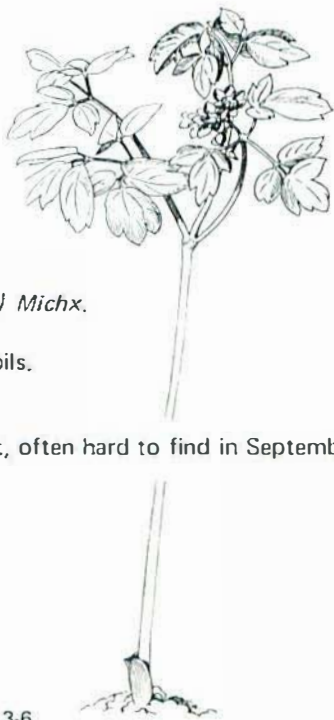 ) Michx.
oils.
t, often hard to find in Septemb
3-6